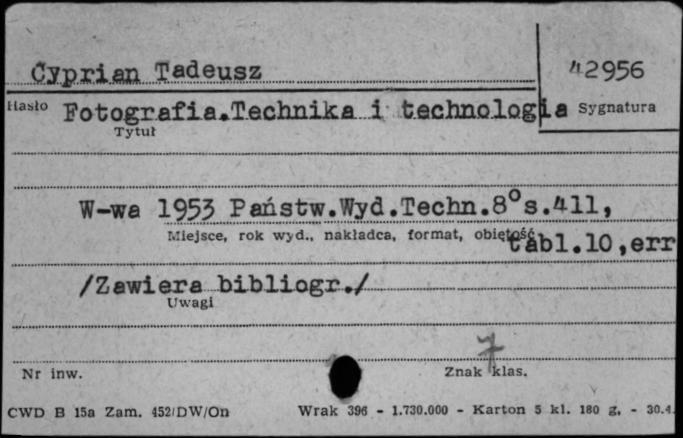 Cyprian Tadeusz
42956
Hasło
Fotografia.Technika i technologia
Sygnatura
Tytuł
W-wa 1953 Państw.Wyd.Techn.8° s.411,
Miejsce, rok wyd., nakładca, format, objętość
tabl.10,err
/Zawiera bibliogr./
Uwagi
7
Nr inw.
Znak klas.
CWD B 15a Zam. 452/DW/On
Wrak 396 - 1.730.000 - Karton 5 kl. 180 g. - 30.4.